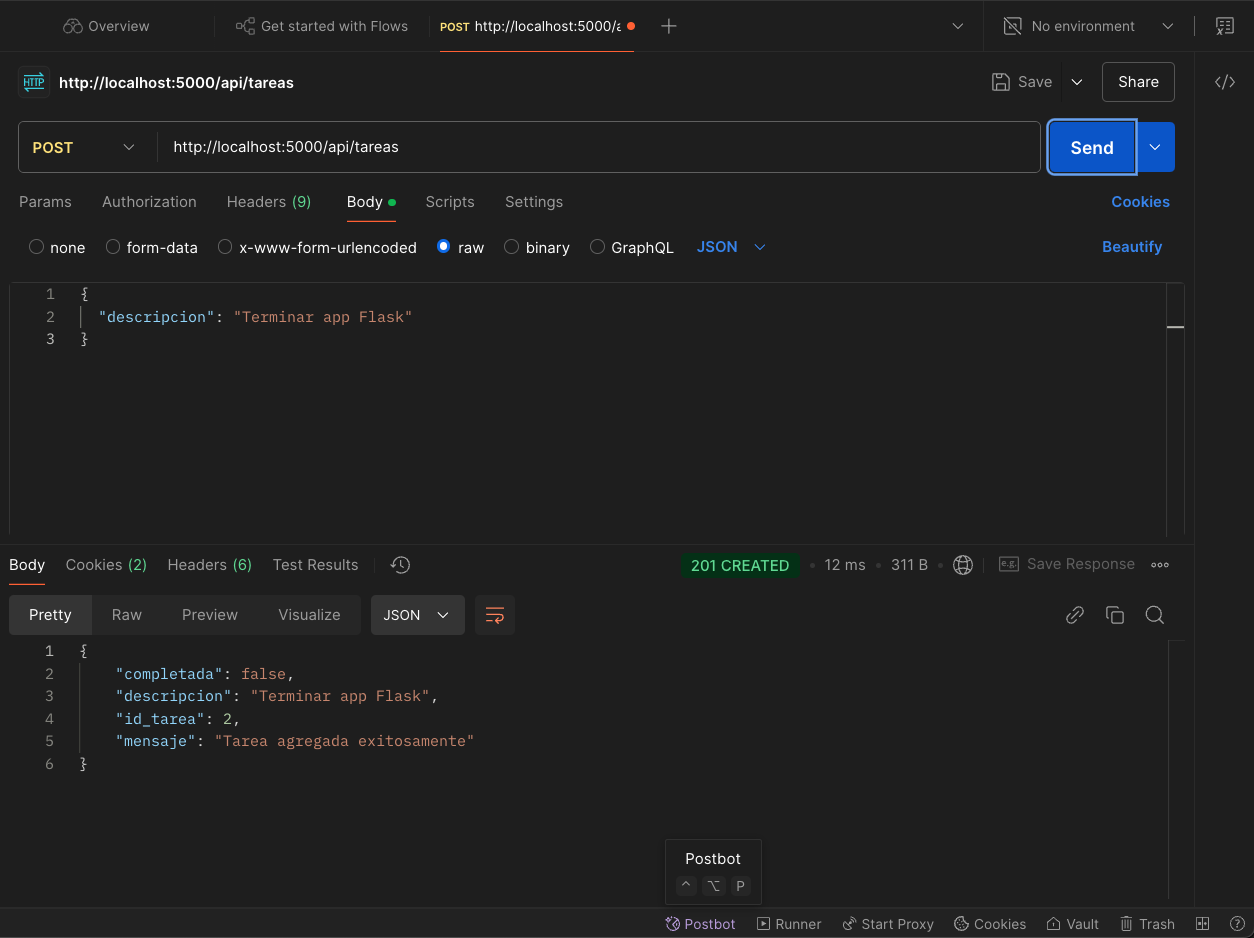 Overview Get started with Flows POST http://localhost:5000/a No environment
HTTP http://localhost:5000/api/tareas Save Share
POST http://localhost:5000/api/tareas Send
Params Authorization Headers (9) Body Scripts Settings Cookies
none form-data x-www-form-urlencoded raw binary GraphQL JSON Beautify
1 {
2 "descripcion": "Terminar app Flask"
3 }
Body Cookies (2) Headers (6) Test Results 201 CREATED 12 ms 311 B e.g. Save Response
Pretty Raw Preview Visualize JSON
1 {
2 "completada": false,
3 "descripcion": "Terminar app Flask",
4 "id_tarea": 2,
5 "mensaje": "Tarea agregada exitosamente"
6 }
Postbot
^ ⌥ P
Postbot Runner Start Proxy Cookies Vault Trash